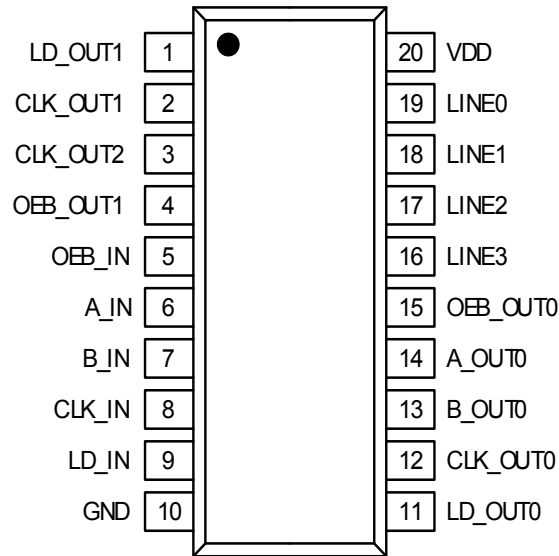 LD_OUT1 1 20 VDD
CLK_OUT1 2 19 LINE0
CLK_OUT2 3 18 LINE1
OEB_OUT1 4 17 LINE2
OEB_IN 5 16 LINE3
A_IN 6 15 OEB_OUT0
B_IN 7 14 A_OUT0
CLK_IN 8 13 B_OUT0
LD_IN 9 12 CLK_OUT0
GND 10 11 LD_OUT0